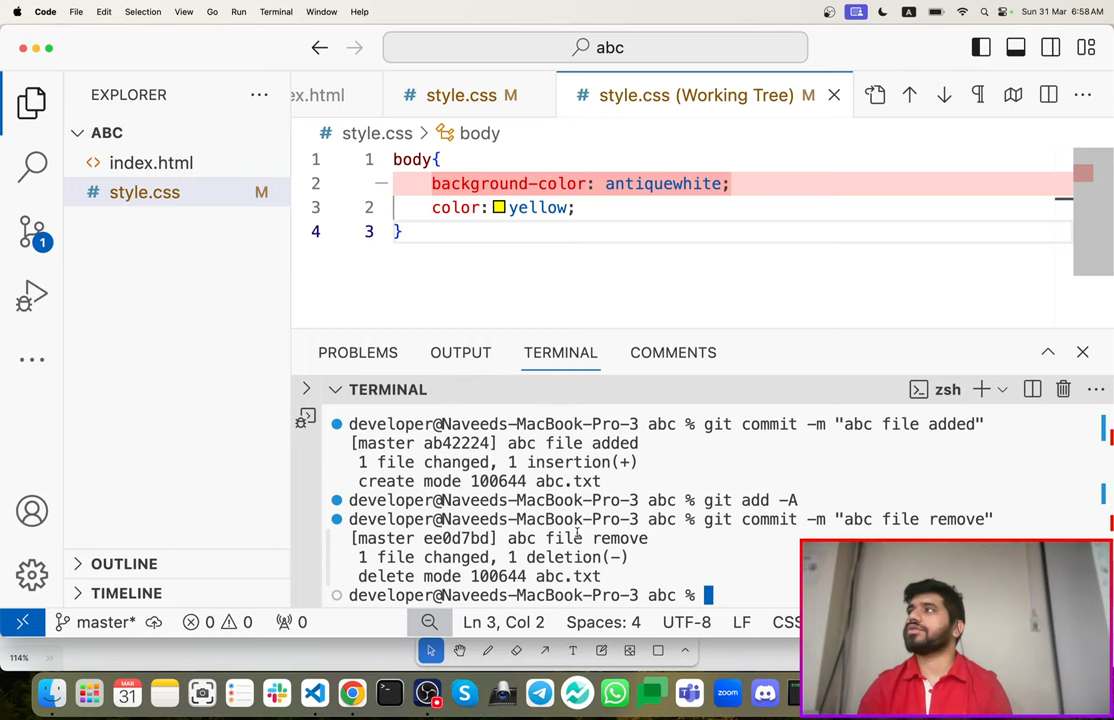 Code File Edit Selection View Go Run Terminal Window Help A Sun 31 Mar 6:58 AM
abc
EXPLORER
ex.html # style.css M # style.css (Working Tree) M
ABC
# style.css > body
<> index.html
# style.css M
1 1 body{
2 — background-color: antiquewhite;
3 2 color: yellow;
4 3 }
1
PROBLEMS OUTPUT TERMINAL COMMENTS
TERMINAL zsh
developer@Naveeds-MacBook-Pro-3 abc % git commit -m "abc file added"
[master ab42224] abc file added
1 file changed, 1 insertion(+)
create mode 100644 abc.txt
developer@Naveeds-MacBook-Pro-3 abc % git add -A
developer@Naveeds-MacBook-Pro-3 abc % git commit -m "abc file remove"
[master ee0d7bd] abc file remove
1 file changed, 1 deletion(-)
delete mode 100644 abc.txt
developer@Naveeds-MacBook-Pro-3 abc %
OUTLINE
TIMELINE
master* 0 0 0 Ln 3, Col 2 Spaces: 4 UTF-8 LF CSS
114%
MAR
31
zoom